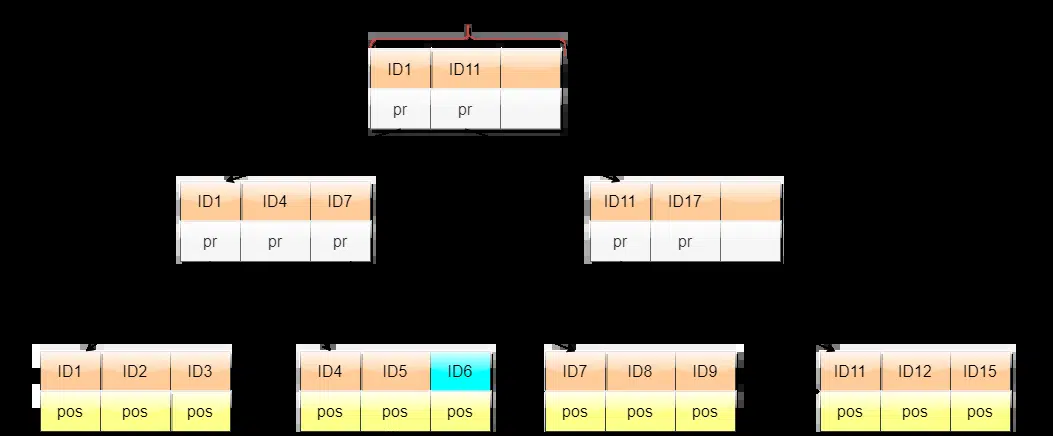 ID1 ID11
pr pr
ID1 ID4 ID7 ID11 ID17
pr pr pr pr pr
ID1 ID2 ID3 ID4 ID5 ID6 ID7 ID8 ID9 ID11 ID12 ID15
pos pos pos pos pos pos pos pos pos pos pos pos